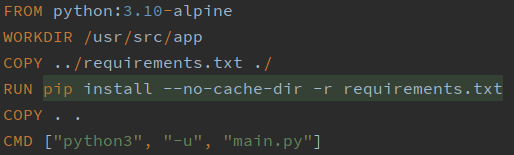 FROM python:3.10-alpine
WORKDIR /usr/src/app
COPY ../requirements.txt ./
RUN pip install --no-cache-dir -r requirements.txt
COPY . .
CMD ["python3", "-u", "main.py"]